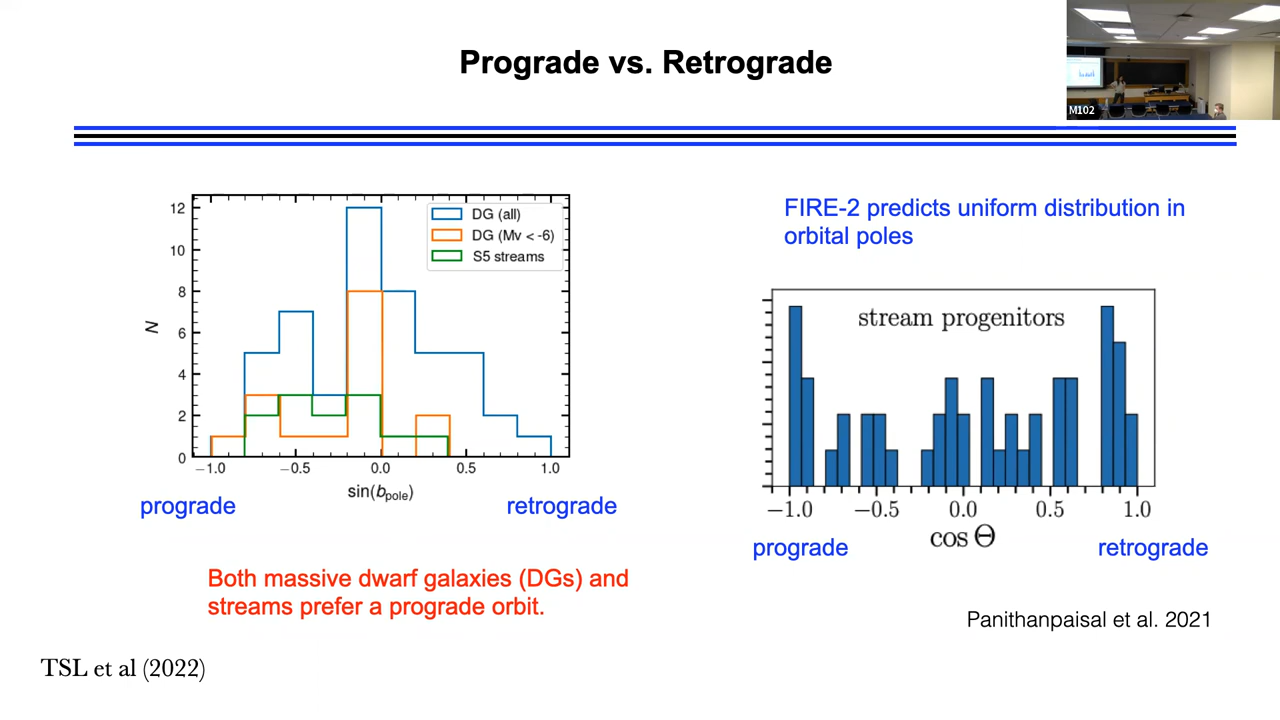 Prograde vs. Retrograde
M102
DG (all)
DG (Mv < -6)
S5 streams
12
10
8
6
4
2
0
N
−1.0
−0.5
0.0
0.5
1.0
sin(b_pole)
prograde
retrograde
Both massive dwarf galaxies (DGs) and
streams prefer a prograde orbit.
TSL et al (2022)
FIRE-2 predicts uniform distribution in
orbital poles
stream progenitors
−1.0
−0.5
0.0
0.5
1.0
cos Θ
prograde
retrograde
Panithanpaisal et al. 2021